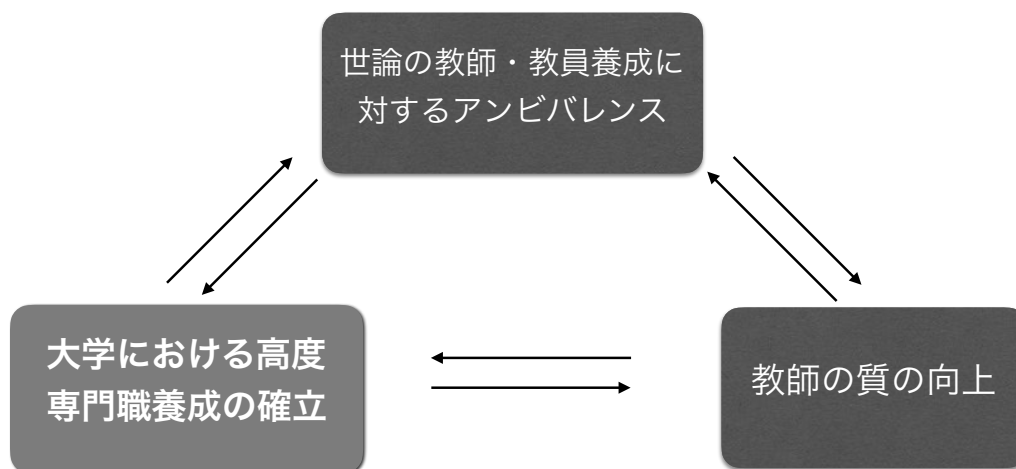 世論の教師・教員養成に
対するアンビバレンス
大学における高度
専門職養成の確立
教師の質の向上